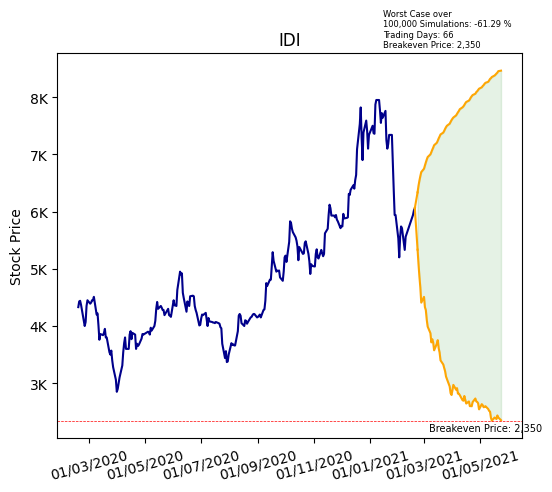 Worst Case over
100,000 Simulations: -61.29 %
Trading Days: 66
Breakeven Price: 2,350
IDI
Stock Price
8K
7K
6K
5K
4K
3K
Breakeven Price: 2,350
01/03/2020
01/05/2020
01/07/2020
01/09/2020
01/11/2020
01/01/2021
01/03/2021
01/05/2021